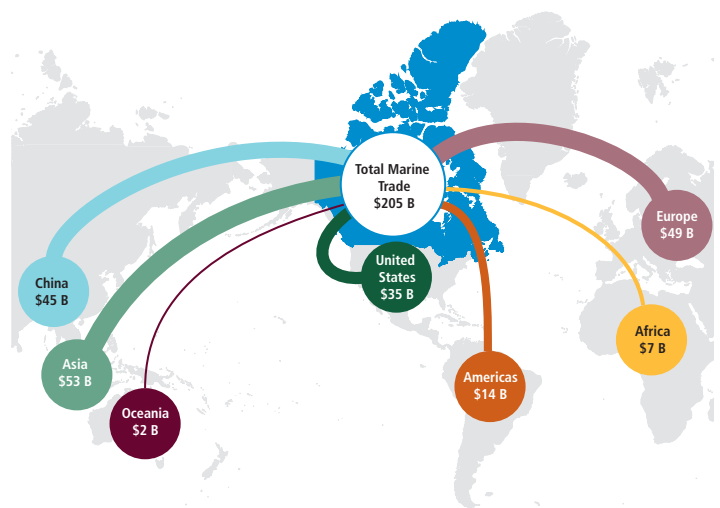 Total Marine
Trade
$205 B
Europe
$49 B
United
States
$35 B
China
$45 B
Africa
$7 B
Asia
$53 B
Americas
$14 B
Oceania
$2 B